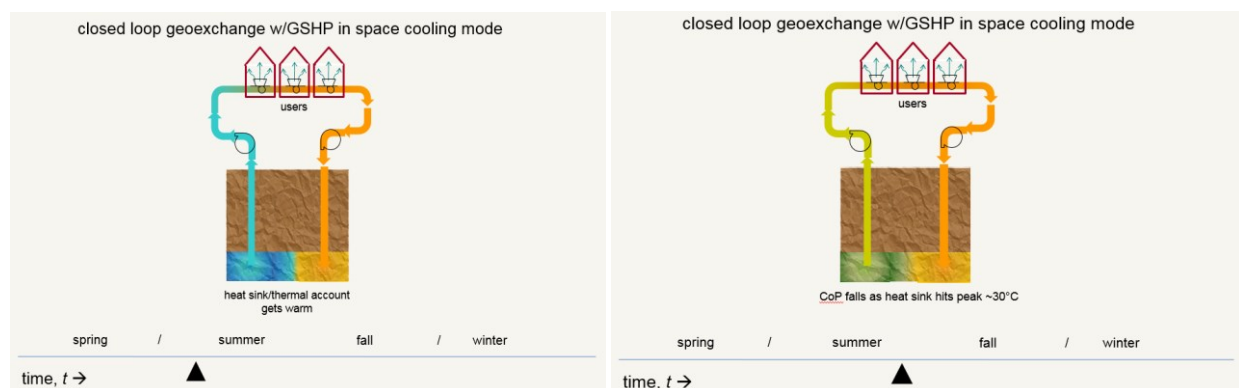 closed loop geoexchange w/GSHP in space cooling mode
users
heat sink/thermal account
gets warm
spring / summer fall / winter
time, t →
closed loop geoexchange w/GSHP in space cooling mode
users
CoP falls as heat sink hits peak ~30°C
spring / summer fall / winter
time, t →